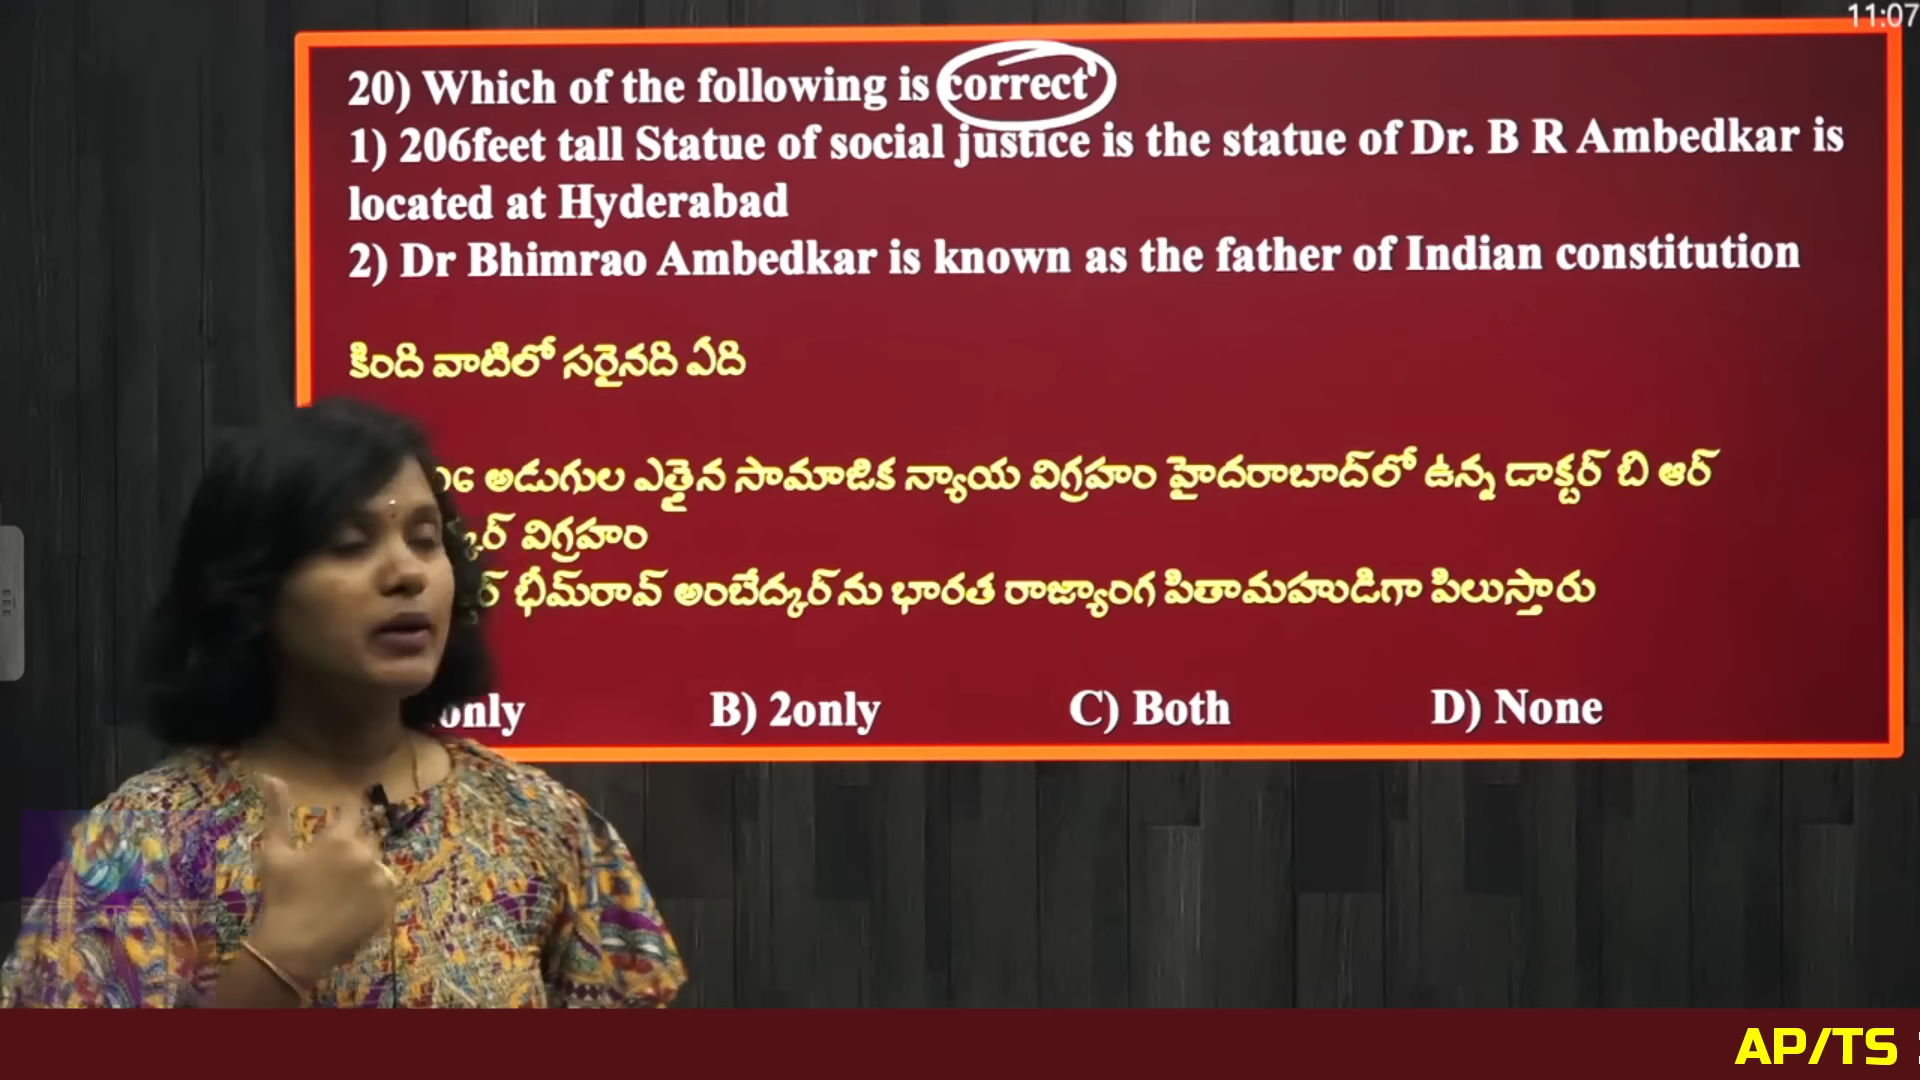 11:07
20) Which of the following is correct
1) 206feet tall Statue of social justice is the statue of Dr. B R Ambedkar is
located at Hyderabad
2) Dr Bhimrao Ambedkar is known as the father of Indian constitution
కింది వాటిలో సరైనది ఏది
06 అడుగుల ఎత్తైన సామాజిక న్యాయ విగ్రహం హైదరాబాద్‌లో ఉన్న డాక్టర్ బి ఆర్
విగ్రహం
భీమ్‌రావ్ అంబేద్కర్‌ను భారత రాజ్యాంగ పితామహుడిగా పిలుస్తారు
only B) 2only C) Both D) None
AP/TS